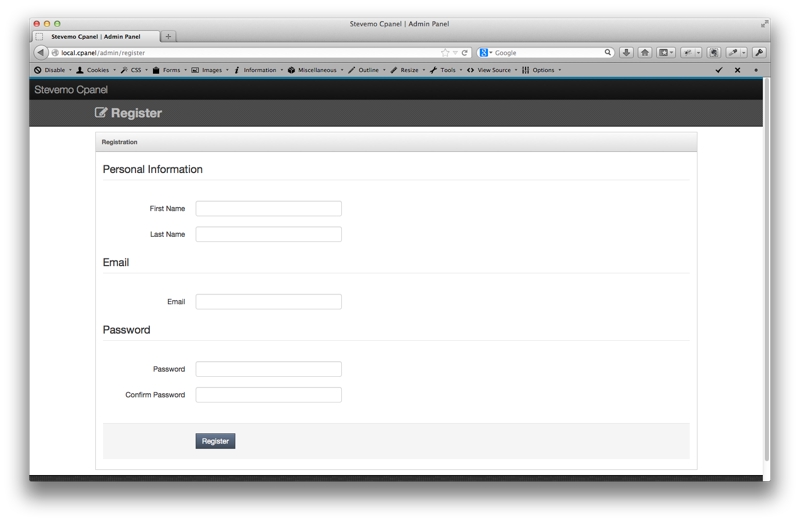 Stevemo Cpanel | Admin Panel
Stevemo Cpanel | Admin Panel
local.cpanel/admin/register
Google
Disable Cookies CSS Forms Images Information Miscellaneous Outline Resize Tools View Source Options
Stevemo Cpanel
Register
Registration
Personal Information
First Name
Last Name
Email
Email
Password
Password
Confirm Password
Register